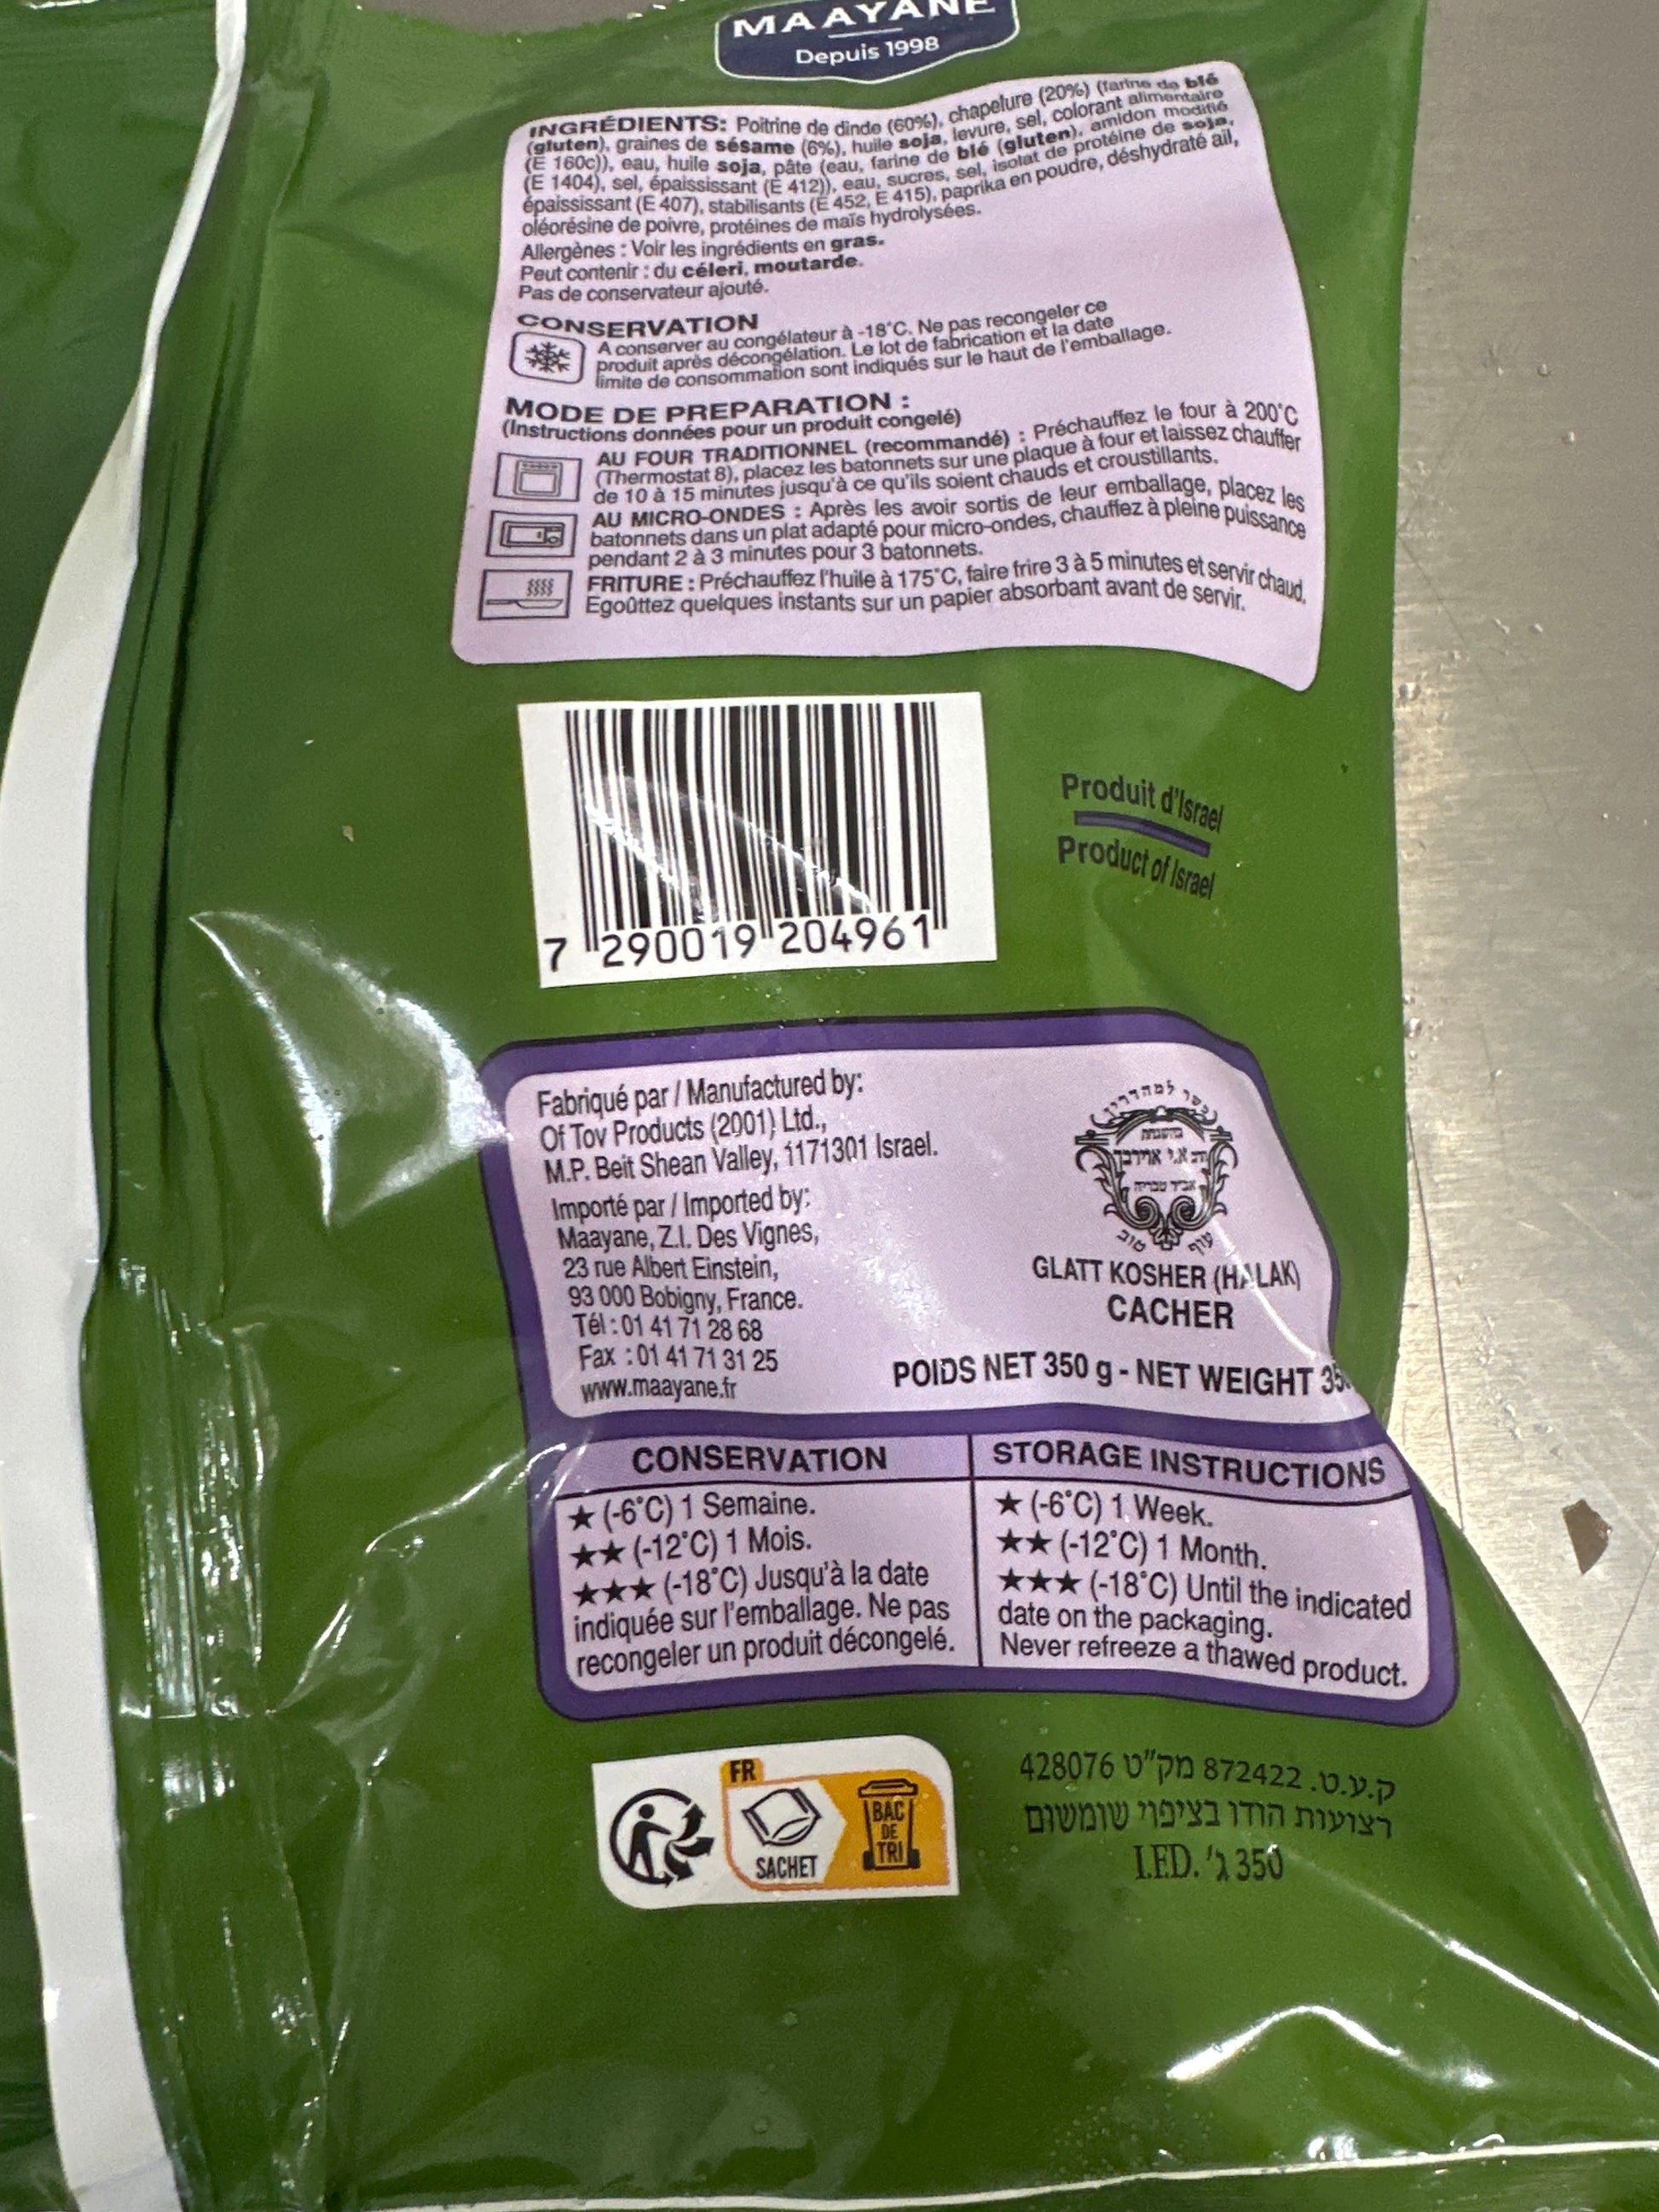 MAAYANE
Depuis 1998
INGRÉDIENTS: Poitrine de dinde (60%), chapelure (20%) (farine de blé
(gluten), graines de sésame (6%), huile soja, levure, sel, colorant alimentaire
(E 160c)), eau, huile soja, pâte (eau, farine de blé (gluten), amidon modifié
(E 1404), sel, épaississant (E 412)), eau, sucres, sel, isolat de protéine de soja,
épaississant (E 407), stabilisants (E 452, E 415), paprika en poudre, déshydraté ail,
oléorésine de poivre, protéines de maïs hydrolysées.
Allergènes : Voir les ingrédients en gras.
Peut contenir : du céleri, moutarde.
Pas de conservateur ajouté.
CONSERVATION
A conserver au congélateur à -18°C. Ne pas recongeler ce
produit après décongélation. Le lot de fabrication et la date
limite de consommation sont indiqués sur le haut de l'emballage.
MODE DE PREPARATION :
(Instructions données pour un produit congelé)
AU FOUR TRADITIONNEL (recommandé) : Préchauffez le four à 200°C
(Thermostat 8), placez les batonnets sur une plaque à four et laissez chauffer
de 10 à 15 minutes jusqu'à ce qu'ils soient chauds et croustillants.
AU MICRO-ONDES : Après les avoir sortis de leur emballage, placez les
batonnets dans un plat adapté pour micro-ondes, chauffez à pleine puissance
pendant 2 à 3 minutes pour 3 batonnets.
FRITURE : Préchauffez l'huile à 175°C, faire frire 3 à 5 minutes et servir chaud.
Egoûttez quelques instants sur un papier absorbant avant de servir.
7 290019 204961
Produit d'Israel
Product of Israel
Fabriqué par / Manufactured by:
Of Tov Products (2001) Ltd.,
M.P. Beit Shean Valley, 1171301 Israel.
Importé par / Imported by:
Maayane, Z.I. Des Vignes,
23 rue Albert Einstein,
93 000 Bobigny, France.
Tél : 01 41 71 28 68
Fax : 01 41 71 31 25
www.maayane.fr
כשר למהדרין
בהשגחת
הרב א.י אוירבך
אב"ד טבריה
עוף טוב
GLATT KOSHER (HALAK)
CACHER
POIDS NET 350 g - NET WEIGHT 35
CONSERVATION
★ (-6°C) 1 Semaine.
★★ (-12°C) 1 Mois.
★★★ (-18°C) Jusqu'à la date
indiquée sur l'emballage. Ne pas
recongeler un produit décongelé.
STORAGE INSTRUCTIONS
★ (-6°C) 1 Week.
★★ (-12°C) 1 Month.
★★★ (-18°C) Until the indicated
date on the packaging.
Never refreeze a thawed product.
FR
SACHET
BAC
DE
TRI
ק.ע.ט. 872422 מק"ט 428076
רצועות הודו בציפוי שומשום
350 ג' I.F.D.